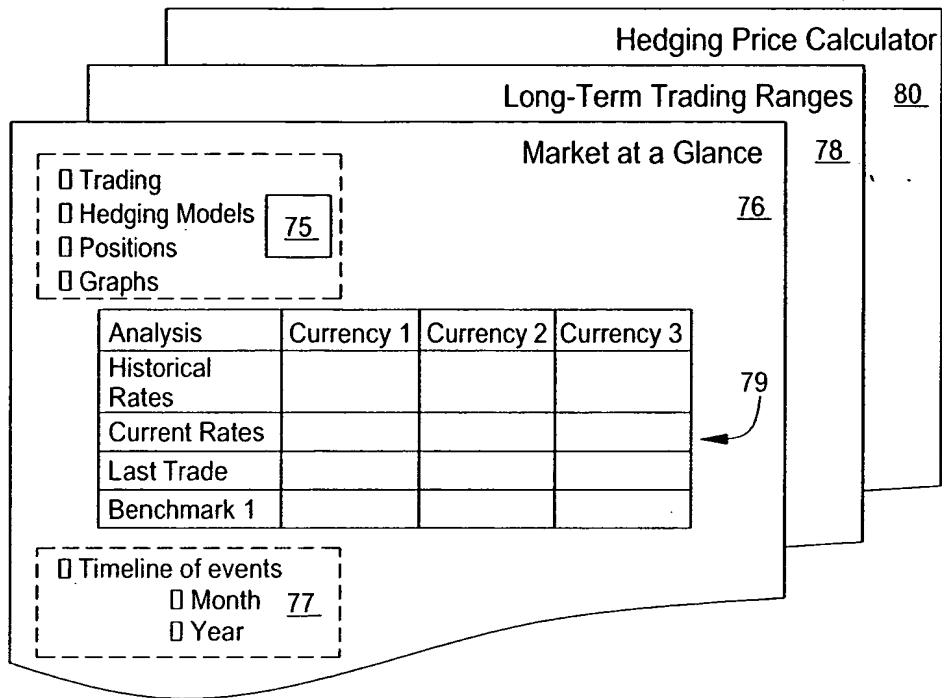 Hedging Price Calculator
80
Long-Term Trading Ranges
78
Market at a Glance
76
▯ Trading
▯ Hedging Models
75
▯ Positions
▯ Graphs
Analysis Currency 1 Currency 2 Currency 3
Historical
Rates
Current Rates
79
Last Trade
Benchmark 1
▯ Timeline of events
▯ Month
77
▯ Year